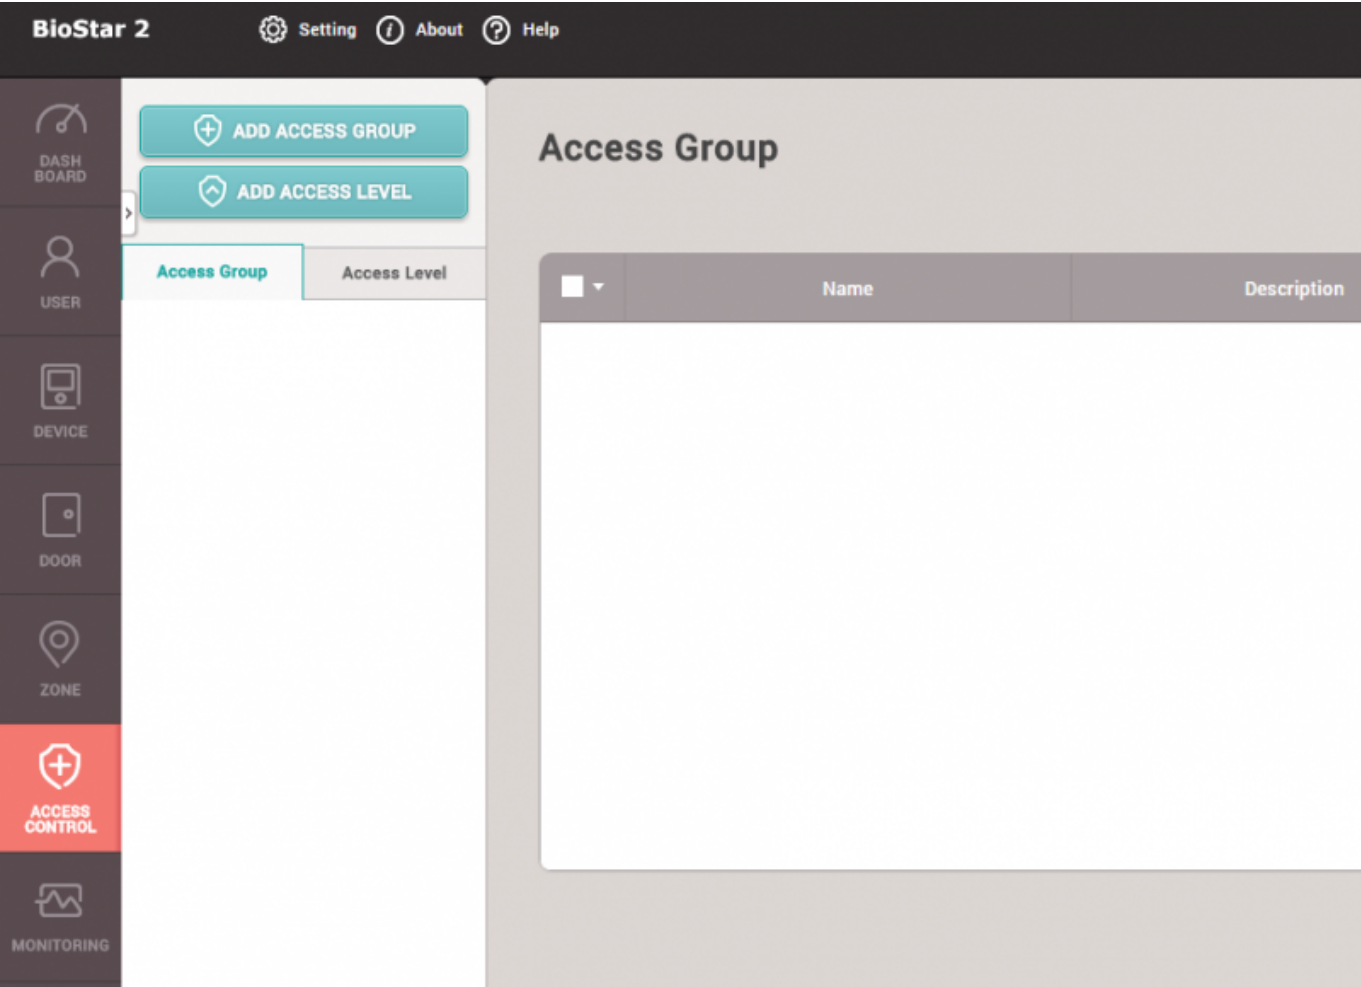 BioStar 2
Setting
About
Help
DASH
BOARD
USER
DEVICE
DOOR
ZONE
ACCESS
CONTROL
MONITORING
ADD ACCESS GROUP
ADD ACCESS LEVEL
Access Group
Access Level
Access Group
Name
Description